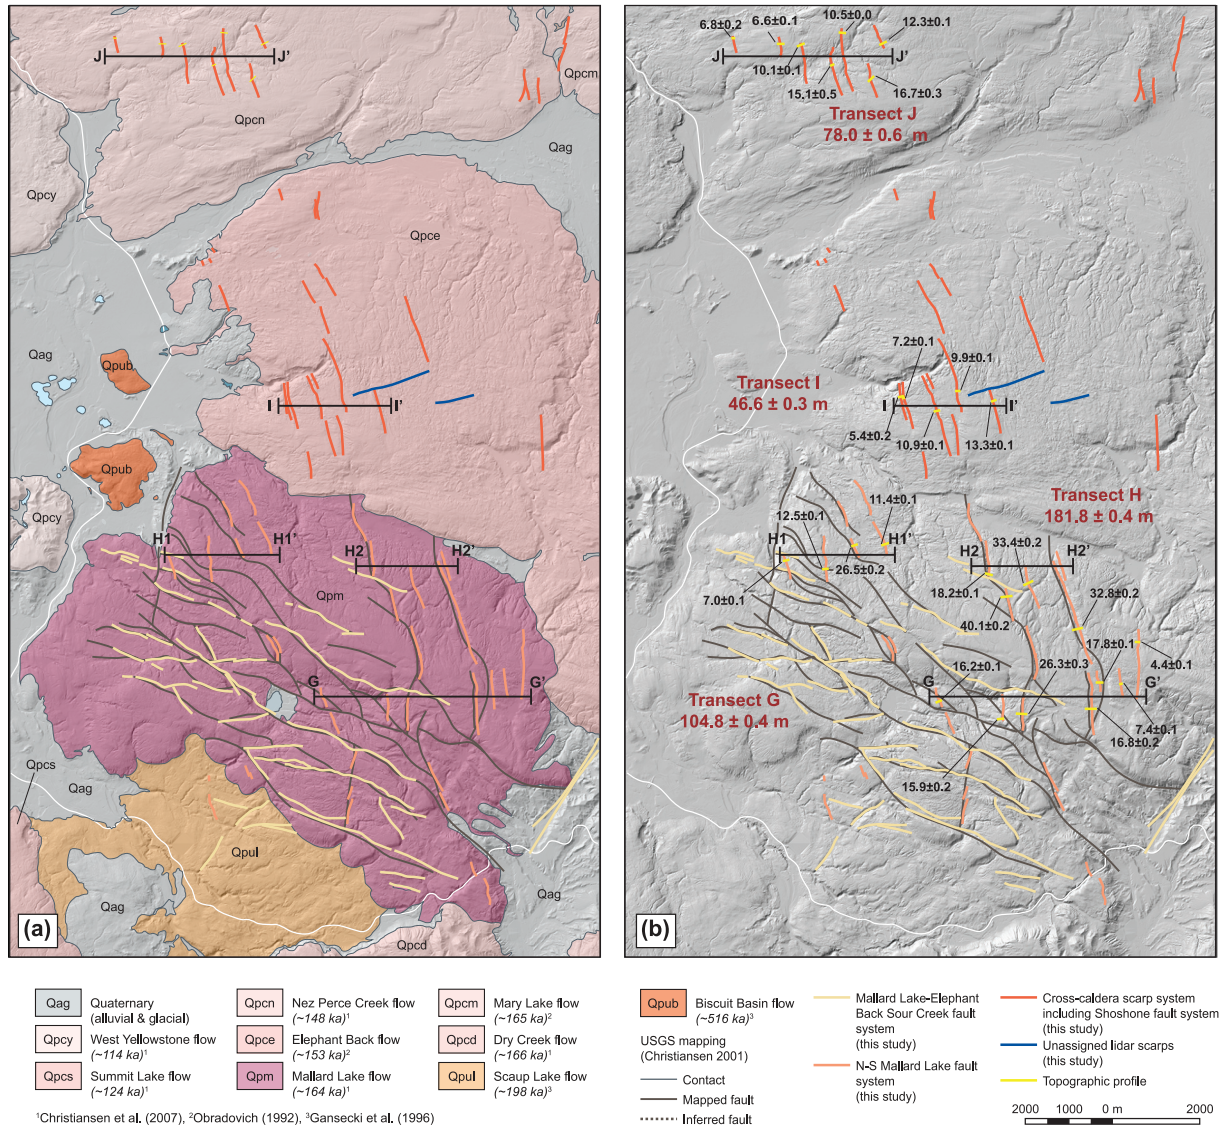 J
J'
Qpcn
Qpcm
Qag
Qpcy
Qpce
Qag
Qpub
I
I'
Qpub
Qpcy
H1
H1'
H2
H2'
Qpm
G
G'
Qpcs
Qag
Qpul
Qag
Qag
Qpcd
(a)
6.8±0.2
6.6±0.1
10.5±0.0
12.3±0.1
J
J'
10.1±0.1
15.1±0.5
16.7±0.3
Transect J
78.0 ± 0.6 m
7.2±0.1
9.9±0.1
Transect I
46.6 ± 0.3 m
I
I'
5.4±0.2
10.9±0.1
13.3±0.1
11.4±0.1
Transect H
181.8 ± 0.4 m
12.5±0.1
H1
H1'
33.4±0.2
H2
H2'
26.5±0.2
7.0±0.1
18.2±0.1
32.8±0.2
40.1±0.2
17.8±0.1
16.2±0.1
26.3±0.3
4.4±0.1
G
G'
Transect G
104.8 ± 0.4 m
7.4±0.1
16.8±0.2
15.9±0.2
(b)
Qag Quaternary
(alluvial & glacial)
Qpcy West Yellowstone flow
(~114 ka)1
Qpcs Summit Lake flow
(~124 ka)1
Qpcn Nez Perce Creek flow
(~148 ka)1
Qpce Elephant Back flow
(~153 ka)2
Qpm Mallard Lake flow
(~164 ka)1
Qpcm Mary Lake flow
(~165 ka)2
Qpcd Dry Creek flow
(~166 ka)1
Qpul Scaup Lake flow
(~198 ka)3
1Christiansen et al. (2007), 2Obradovich (1992), 3Gansecki et al. (1996)
Qpub Biscuit Basin flow
(~516 ka)3
USGS mapping
(Christiansen 2001)
Contact
Mapped fault
Inferred fault
Mallard Lake-Elephant
Back Sour Creek fault
system
(this study)
N-S Mallard Lake fault
system
(this study)
Cross-caldera scarp system
including Shoshone fault system
(this study)
Unassigned lidar scarps
(this study)
Topographic profile
2000 1000 0 m 2000